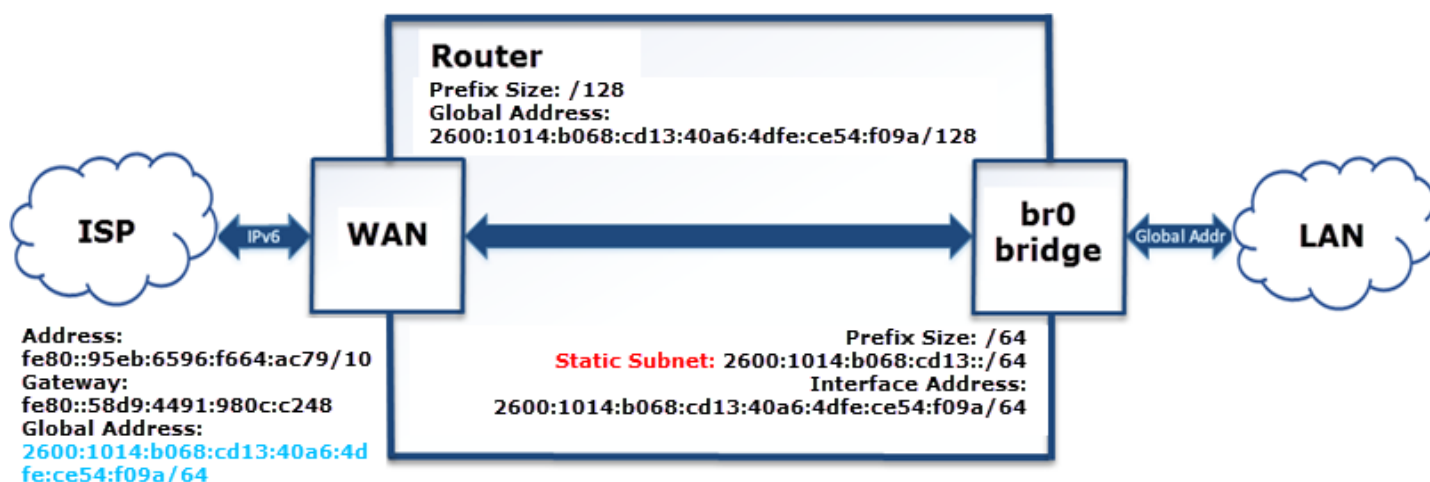 Router
Prefix Size: /128
Global Address:
2600:1014:b068:cd13:40a6:4dfe:ce54:f09a/128
ISP
IPv6
WAN
br0
bridge
Global Addr
LAN
Address:
fe80::95eb:6596:f664:ac79/10
Gateway:
fe80::58d9:4491:980c:c248
Global Address:
2600:1014:b068:cd13:40a6:4d
fe:ce54:f09a/64
Prefix Size: /64
Static Subnet: 2600:1014:b068:cd13::/64
Interface Address:
2600:1014:b068:cd13:40a6:4dfe:ce54:f09a/64